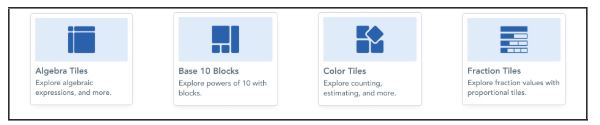 Algebra Tiles
Explore algebraic
expressions, and more.
Base 10 Blocks
Explore powers of 10 with
blocks.
Color Tiles
Explore counting,
estimating, and more.
Fraction Tiles
Explore fraction values with
proportional tiles.